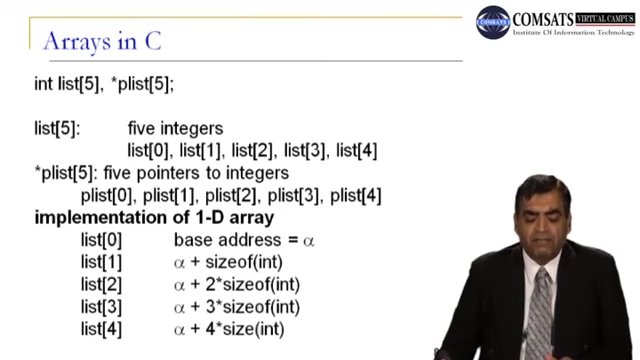 COMSATS VIRTUAL CAMPUS
COMSATS
Institute Of Information Technology
Arrays in C
int list[5], *plist[5];
list[5]: five integers
list[0], list[1], list[2], list[3], list[4]
*plist[5]: five pointers to integers
plist[0], plist[1], plist[2], plist[3], plist[4]
implementation of 1-D array
list[0] base address = α
list[1] α + sizeof(int)
list[2] α + 2*sizeof(int)
list[3] α + 3*sizeof(int)
list[4] α + 4*size(int)